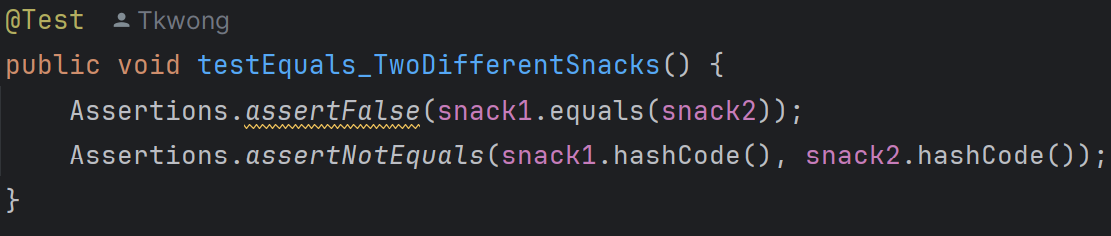 @Test Tkwong
public void testEquals_TwoDifferentSnacks() {
    Assertions.assertFalse(snack1.equals(snack2));
    Assertions.assertNotEquals(snack1.hashCode(), snack2.hashCode());
}